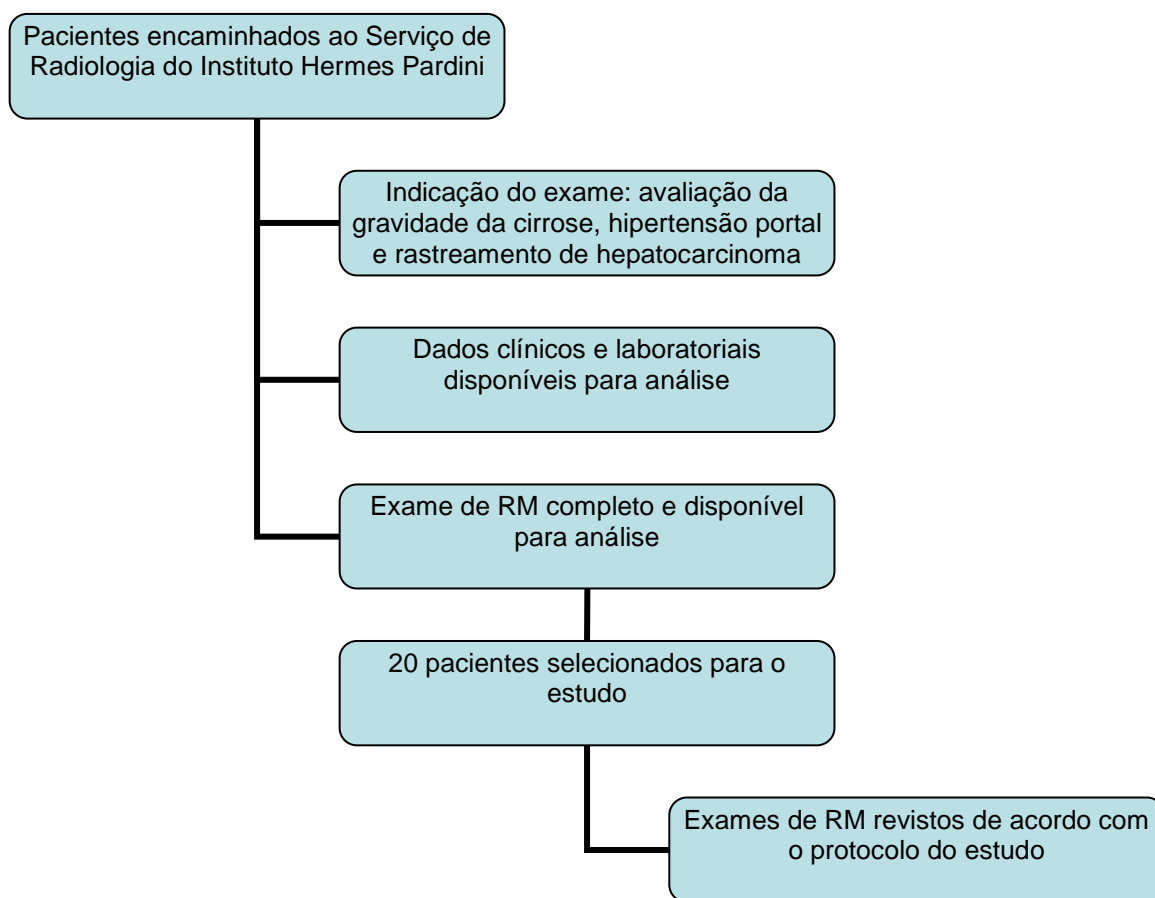 Pacientes encaminhados ao Serviço de
Radiologia do Instituto Hermes Pardini
Indicação do exame: avaliação da
gravidade da cirrose, hipertensão portal
e rastreamento de hepatocarcinoma
Dados clínicos e laboratoriais
disponíveis para análise
Exame de RM completo e disponível
para análise
20 pacientes selecionados para o
estudo
Exames de RM revistos de acordo com
o protocolo do estudo